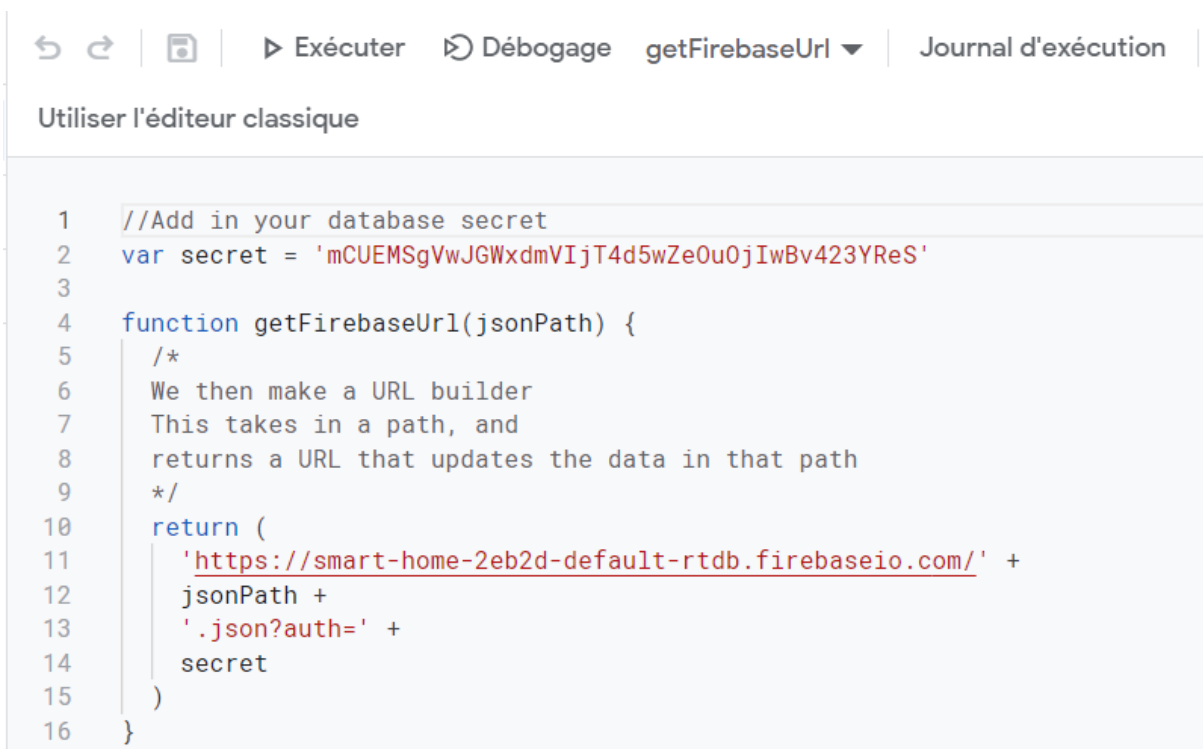 Exécuter Débogage getFirebaseUrl Journal d'exécution
Utiliser l'éditeur classique
1 //Add in your database secret
2 var secret = 'mCUEMSgVwJGWxdmVIjT4d5wZeOuOjIwBv423YReS'
3
4 function getFirebaseUrl(jsonPath) {
5 /*
6 We then make a URL builder
7 This takes in a path, and
8 returns a URL that updates the data in that path
9 */
10 return (
11 'https://smart-home-2eb2d-default-rtdb.firebaseio.com/' +
12 jsonPath +
13 '.json?auth=' +
14 secret
15 )
16 }